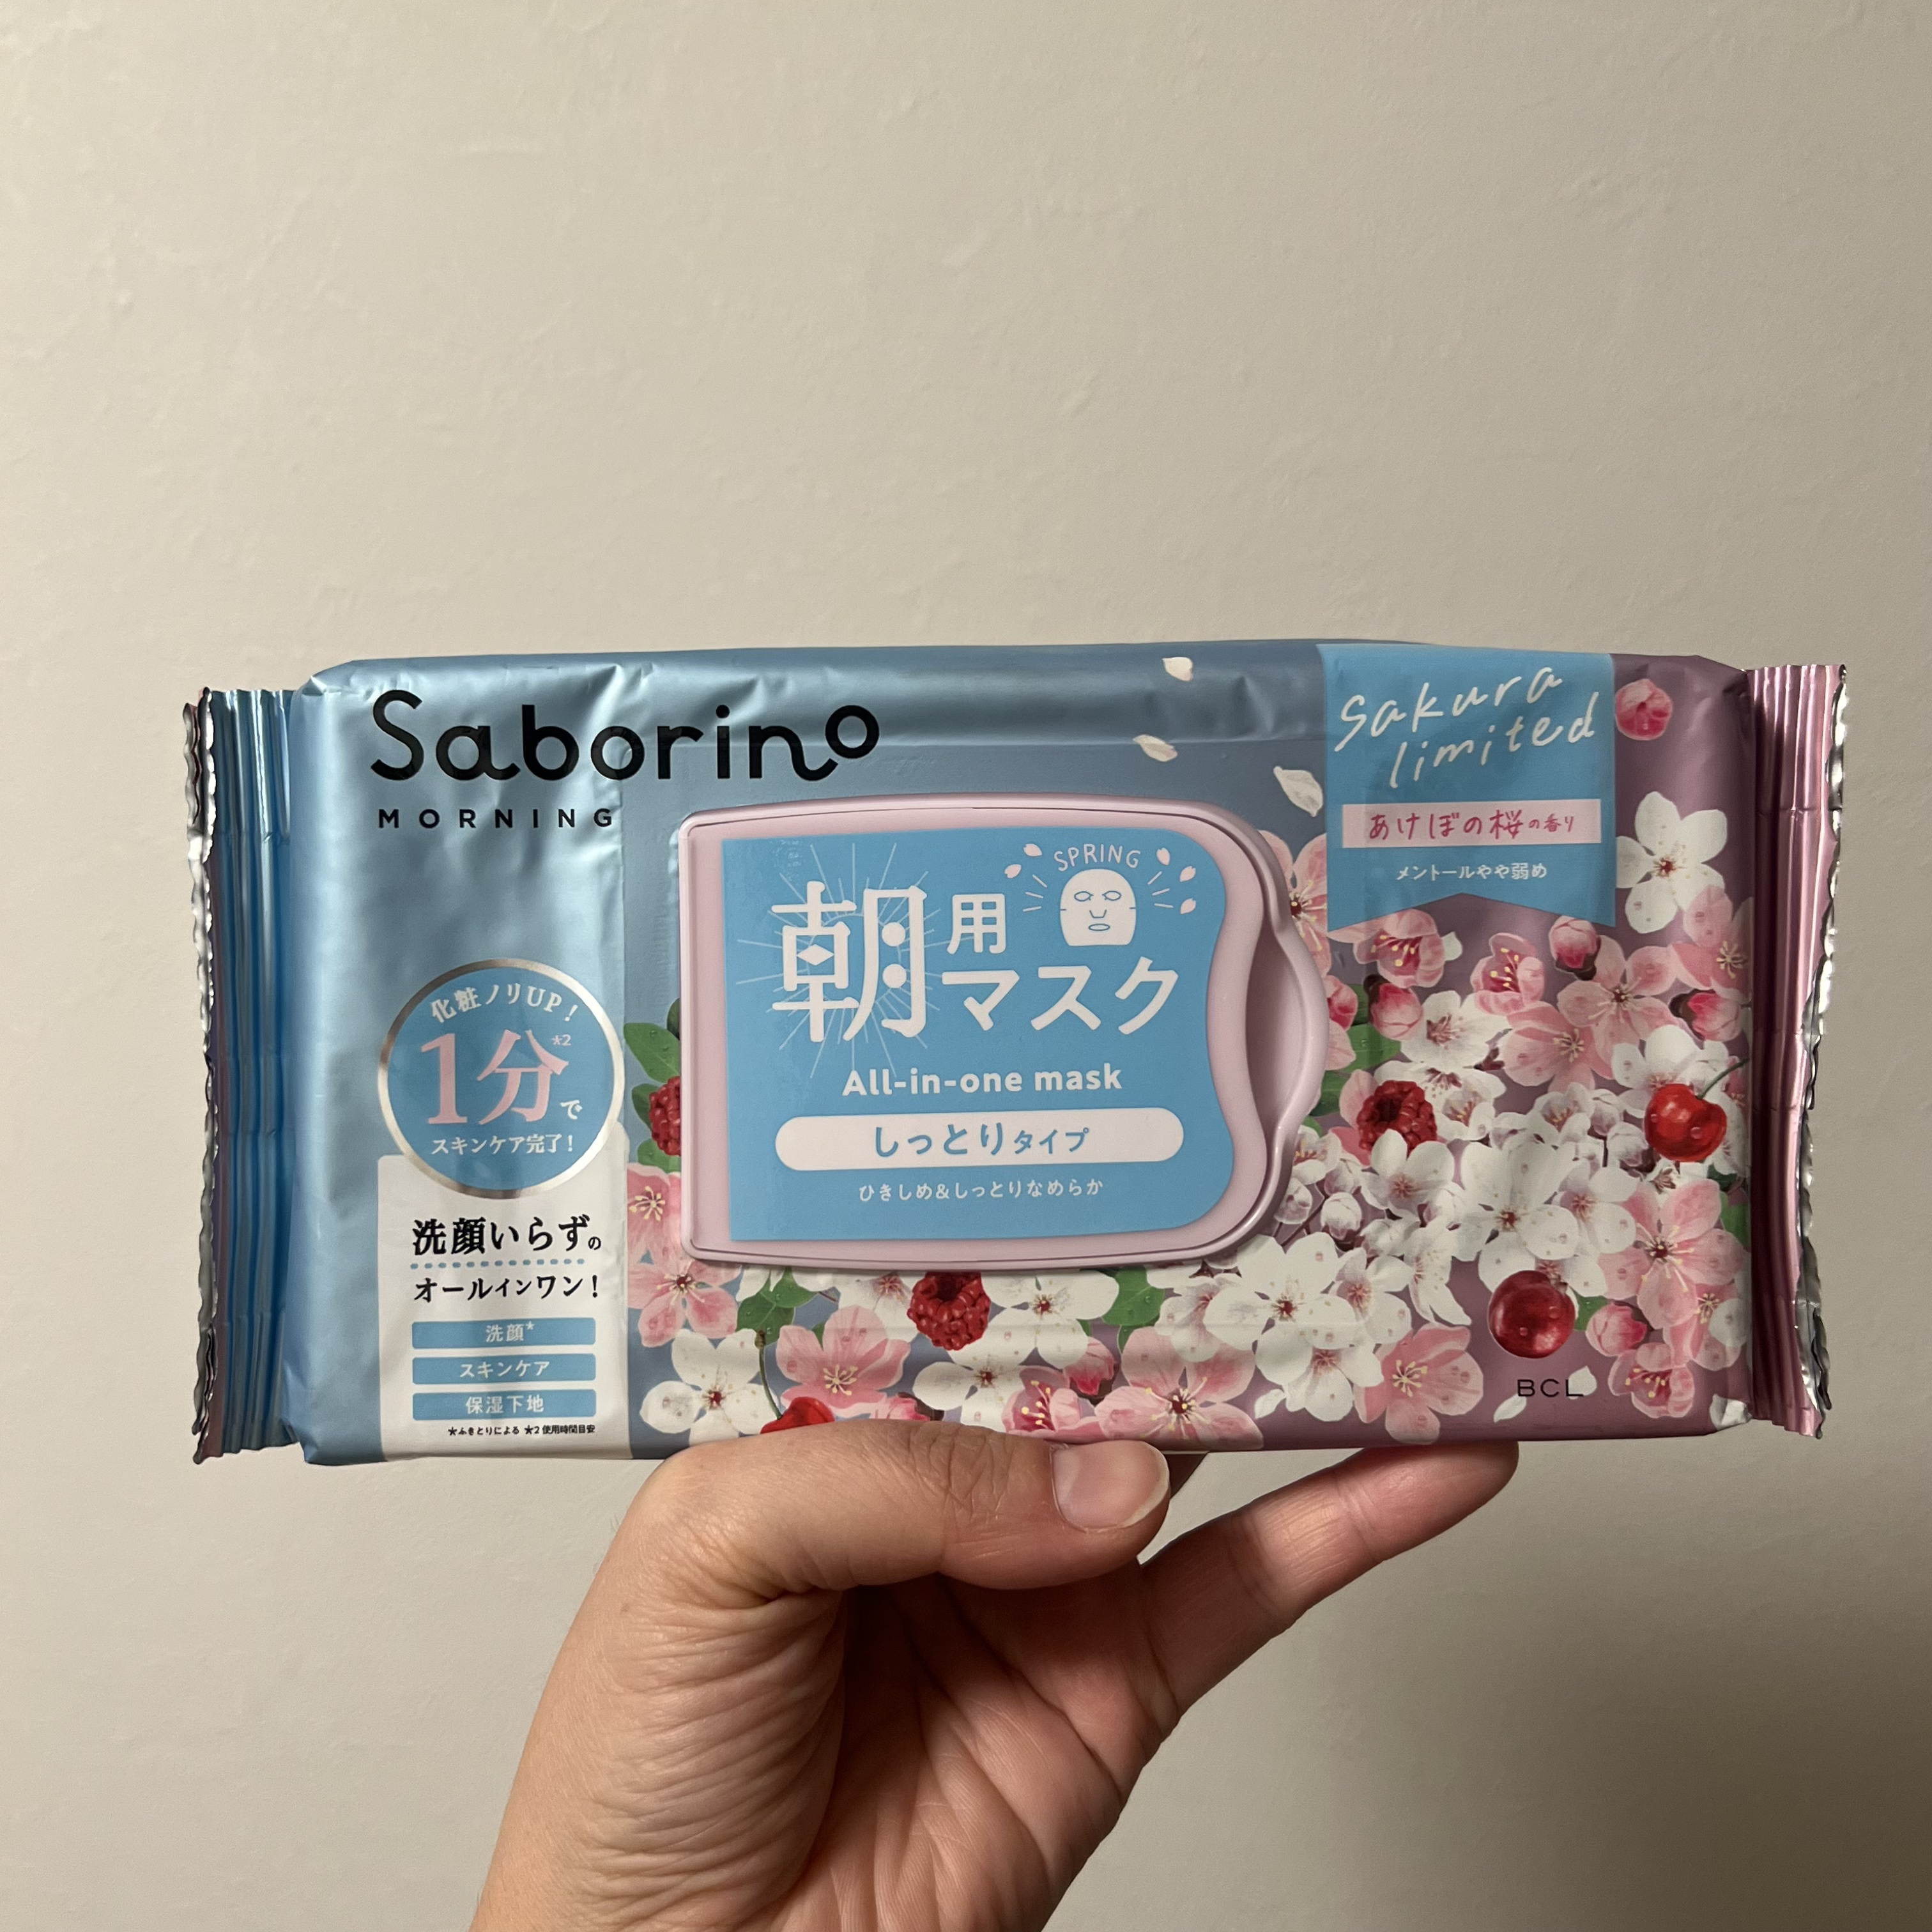 Saborino
MORNING
Sakura
limited
あけぼの桜の香り
メントールやや弱め
SPRING
朝用
マスク
All-in-one mask
しっとりタイプ
ひきしめ&しっとりなめらか
化粧ノリUP!
1分*2で
スキンケア完了!
洗顔いらずの
オールインワン!
洗顔*
スキンケア
保湿下地
*ふきとりによる *2 使用時間目安
BCL